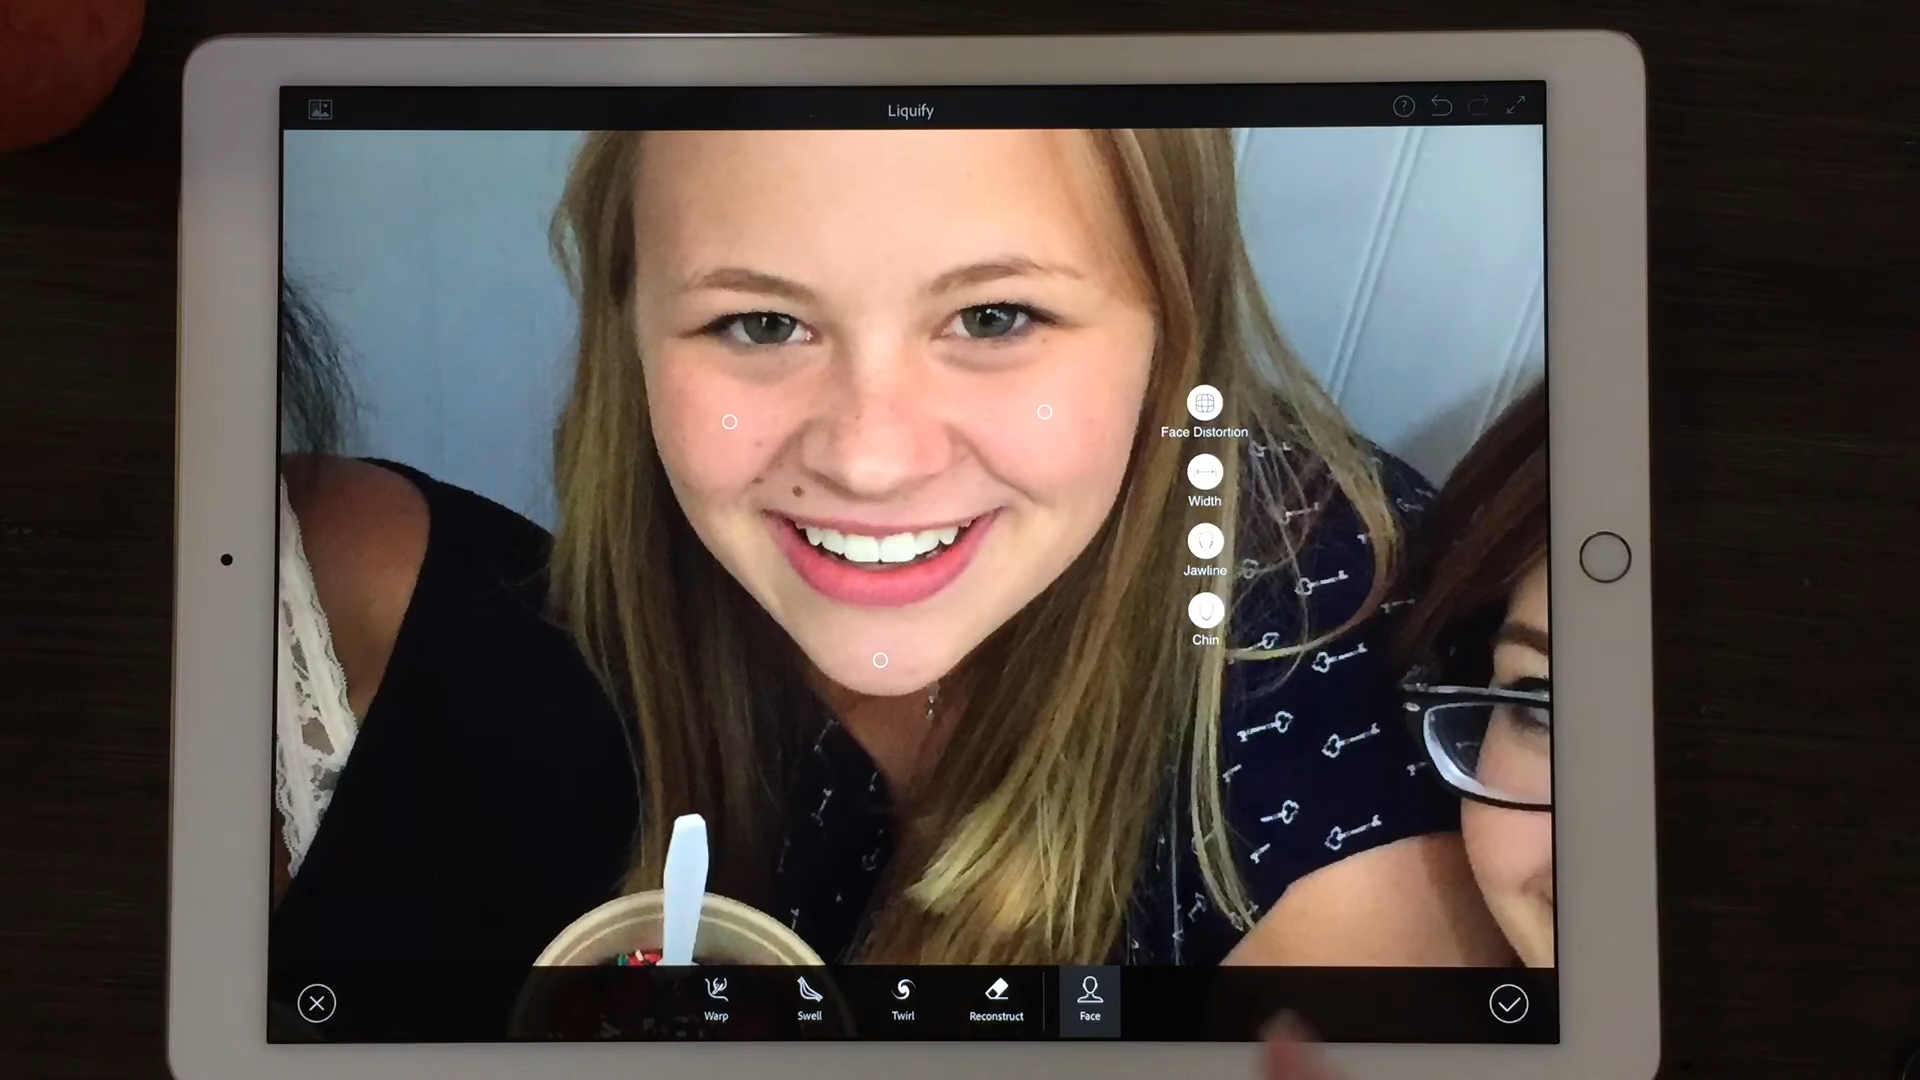 Liquify
Face Distortion
Width
Jawline
Chin
Warp
Swell
Twirl
Reconstruct
Face